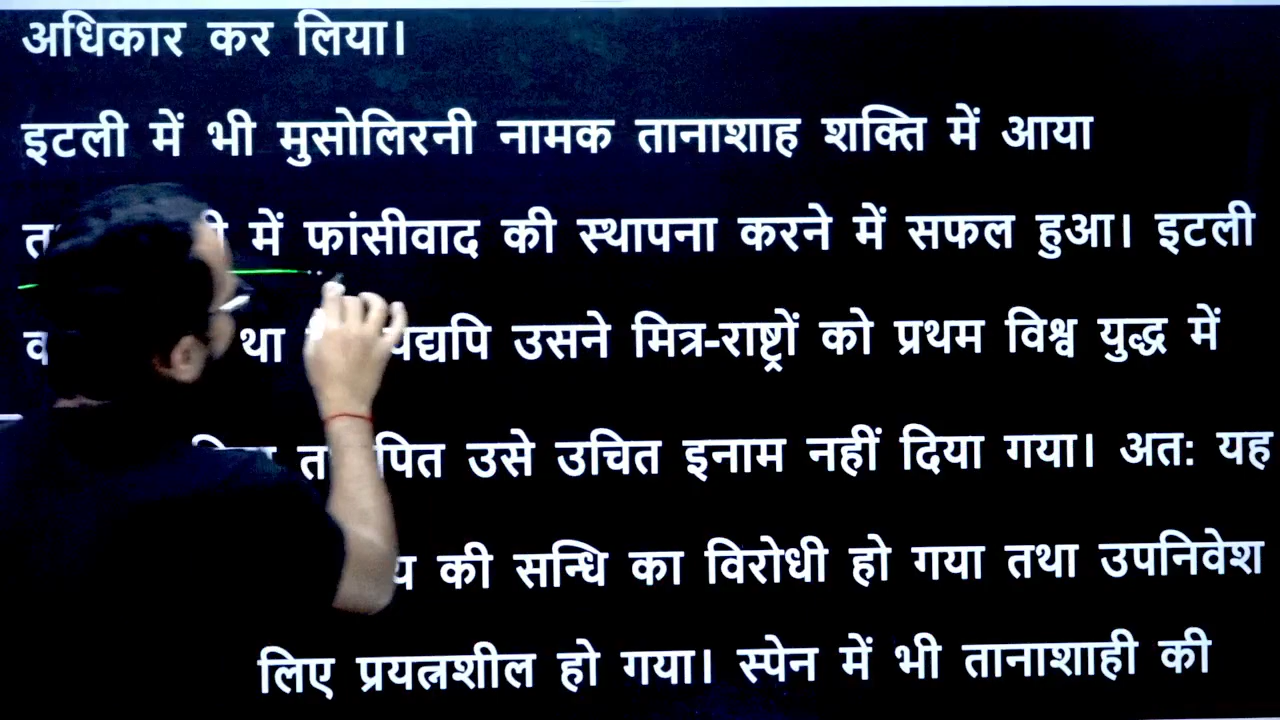 अधिकार कर लिया।
इटली में भी मुसोलिरनी नामक तानाशाह शक्ति में आया
में फांसीवाद की स्थापना करने में सफल हुआ। इटली
था यद्यपि उसने मित्र-राष्ट्रों को प्रथम विश्व युद्ध में
उसे उचित इनाम नहीं दिया गया। अतः यह
की सन्धि का विरोधी हो गया तथा उपनिवेश
लिए प्रयत्नशील हो गया। स्पेन में भी तानाशाही की